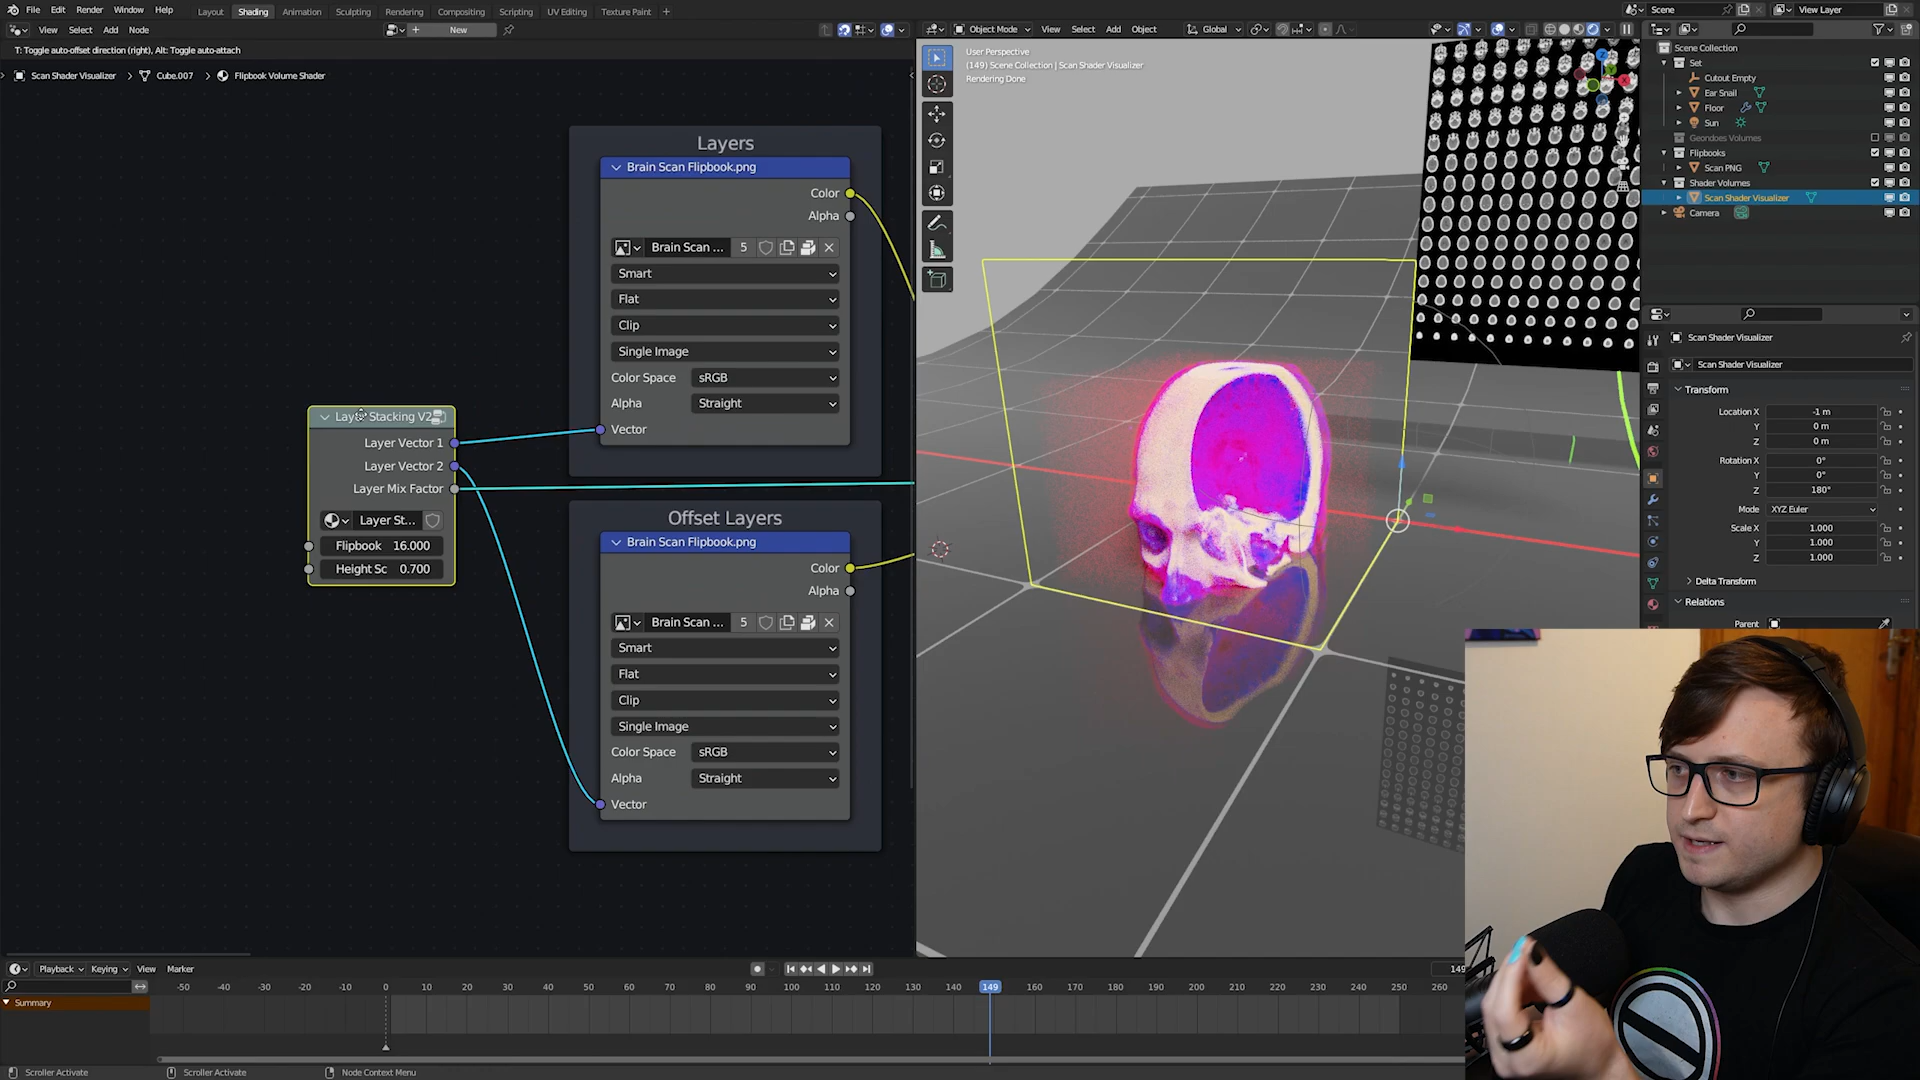 File Edit Render Window Help
Layout Shading Animation Sculpting Rendering Compositing Scripting UV Editing Texture Paint +
Scene View Layer
View Select Add Node
New
Object Mode View Select Add Object Global
T: Toggle auto-offset direction (right), Alt: Toggle auto-attach
Scan Shader Visualizer > Cube.007 > Flipbook Volume Shader
Layers
Brain Scan Flipbook.png
Color
Alpha
Brain Scan ... 5
Smart
Flat
Clip
Single Image
Color Space sRGB
Alpha Straight
Vector
Layer Stacking V2
Layer Vector 1
Layer Vector 2
Layer Mix Factor
Layer St...
Flipbook 16.000
Height Sc 0.700
Offset Layers
Brain Scan Flipbook.png
Color
Alpha
Brain Scan ... 5
Smart
Flat
Clip
Single Image
Color Space sRGB
Alpha Straight
Vector
User Perspective
(149) Scene Collection | Scan Shader Visualizer
Rendering Done
Scene Collection
Set
Cutout Empty
Ear Snail
Floor
Sun
Geondoes Volumes
Flipbooks
Scan PNG
Shader Volumes
Scan Shader Visualizer
Camera
Scan Shader Visualizer
Scan Shader Visualizer
Transform
Location X -1 m
Y 0 m
Z 0 m
Rotation X 0°
Y 0°
Z 180°
Mode XYZ Euler
Scale X 1.000
Y 1.000
Z 1.000
Delta Transform
Relations
Parent
Playback Keying View Marker
149
-50 -40 -30 -20 -10 0 10 20 30 40 50 60 70 80 90 100 110 120 130 140 149 160 170 180 190 200 210 220 230 240 250 260
Summary
Scroller Activate Scroller Activate Node Context Menu